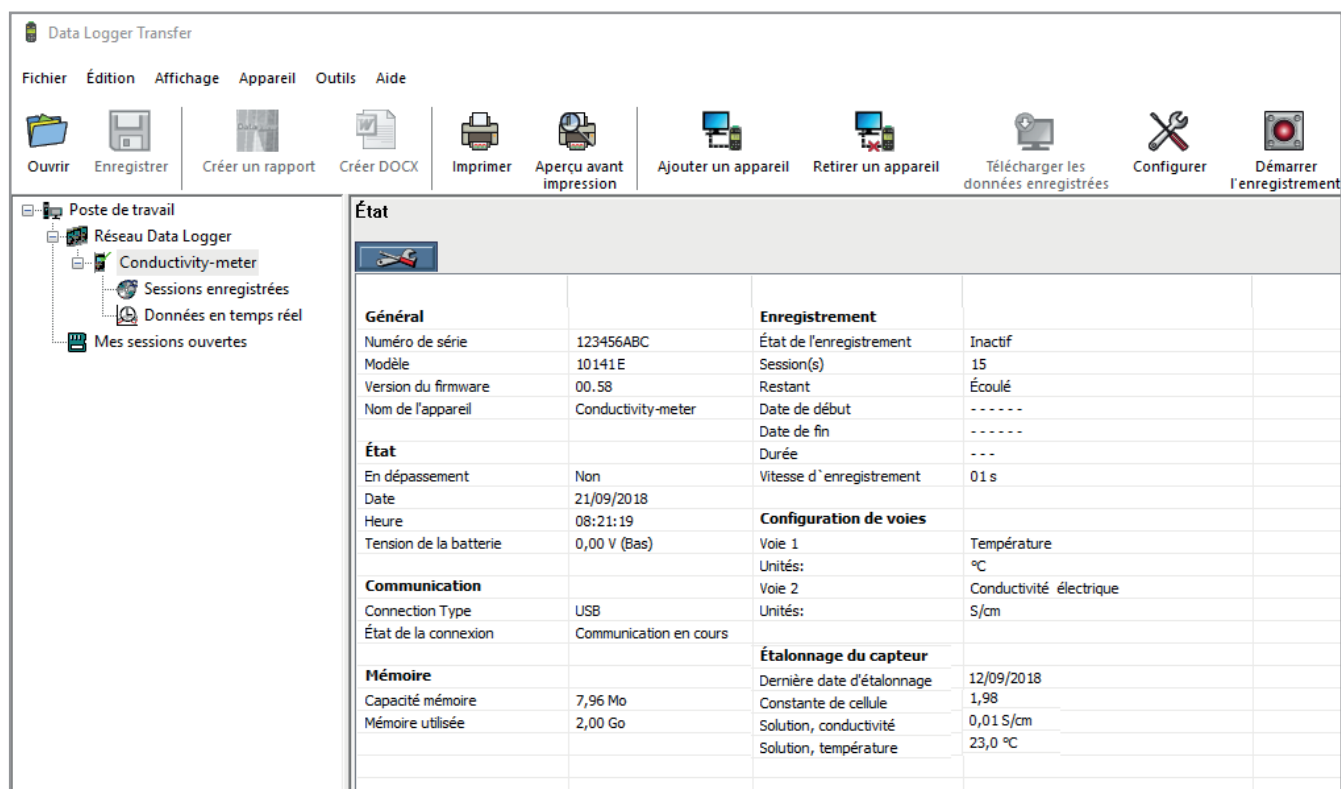 Data Logger Transfer
Fichier Édition Affichage Appareil Outils Aide
Ouvrir Enregistrer Créer un rapport Créer DOCX Imprimer Aperçu avant impression Ajouter un appareil Retirer un appareil Télécharger les données enregistrées Configurer Démarrer l'enregistrement
Poste de travail
Réseau Data Logger
Conductivity-meter
Sessions enregistrées
Données en temps réel
Mes sessions ouvertes
État
Général
Numéro de série 123456ABC
Modèle 10141E
Version du firmware 00.58
Nom de l'appareil Conductivity-meter
État
En dépassement Non
Date 21/09/2018
Heure 08:21:19
Tension de la batterie 0,00 V (Bas)
Communication
Connection Type USB
État de la connexion Communication en cours
Mémoire
Capacité mémoire 7,96 Mo
Mémoire utilisée 2,00 Go
Enregistrement
État de l'enregistrement Inactif
Session(s) 15
Restant Écoulé
Date de début - - - - - -
Date de fin - - - - - -
Durée - - -
Vitesse d`enregistrement 01 s
Configuration de voies
Voie 1 Température
Unités: °C
Voie 2 Conductivité électrique
Unités: S/cm
Étalonnage du capteur
Dernière date d'étalonnage 12/09/2018
Constante de cellule 1,98
Solution, conductivité 0,01 S/cm
Solution, température 23,0 °C